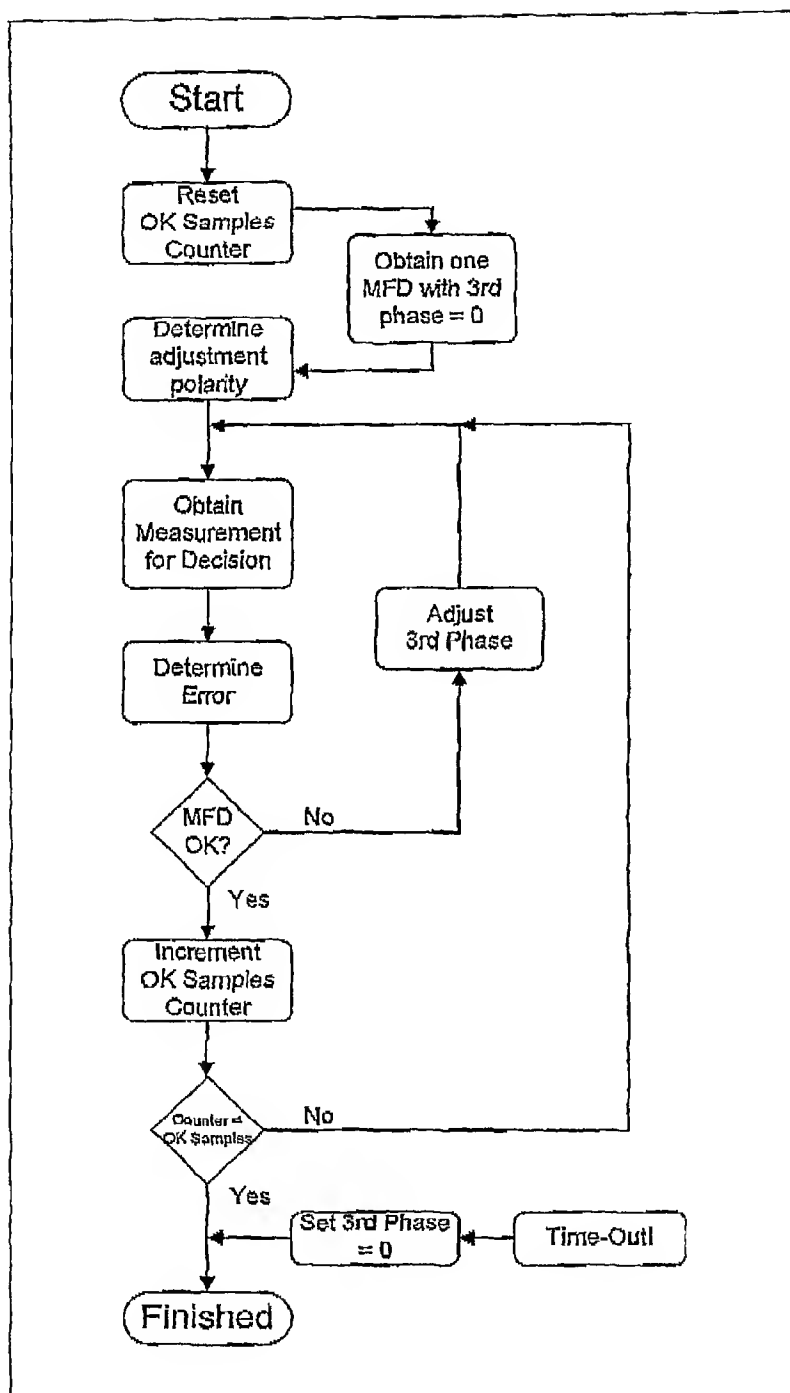 Start
Reset
OK Samples
Counter
Obtain one
MFD with 3rd
phase = 0
Determine
adjustment
polarity
Obtain
Measurement
for Decision
Adjust
3rd Phase
Determine
Error
MFD
OK?
No
Yes
Increment
OK Samples
Counter
Counter =
OK Samples
No
Yes
Set 3rd Phase
= 0
Time-Out!
Finished